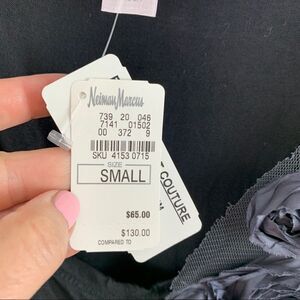 Neiman Marcus
739 20 046
7141 01502
00 372 9
SKU 4153 0715
SIZE
SMALL
$65.00
$130.00
COMPARED TO
COUTURE